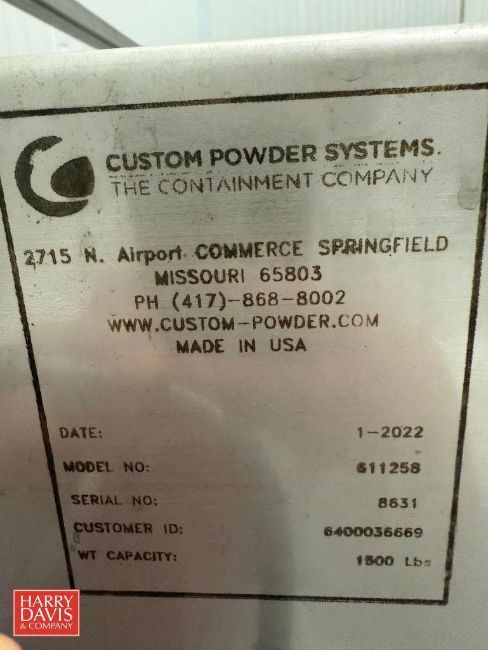 CUSTOM POWDER SYSTEMS.
THE CONTAINMENT COMPANY
2715 N. Airport COMMERCE SPRINGFIELD
MISSOURI 65803
PH (417)-868-8002
WWW.CUSTOM-POWDER.COM
MADE IN USA
DATE: 1-2022
MODEL NO: 611258
SERIAL NO: 8631
CUSTOMER ID: 6400036669
WT CAPACITY: 1500 Lbs
HARRY
DAVIS
& COMPANY